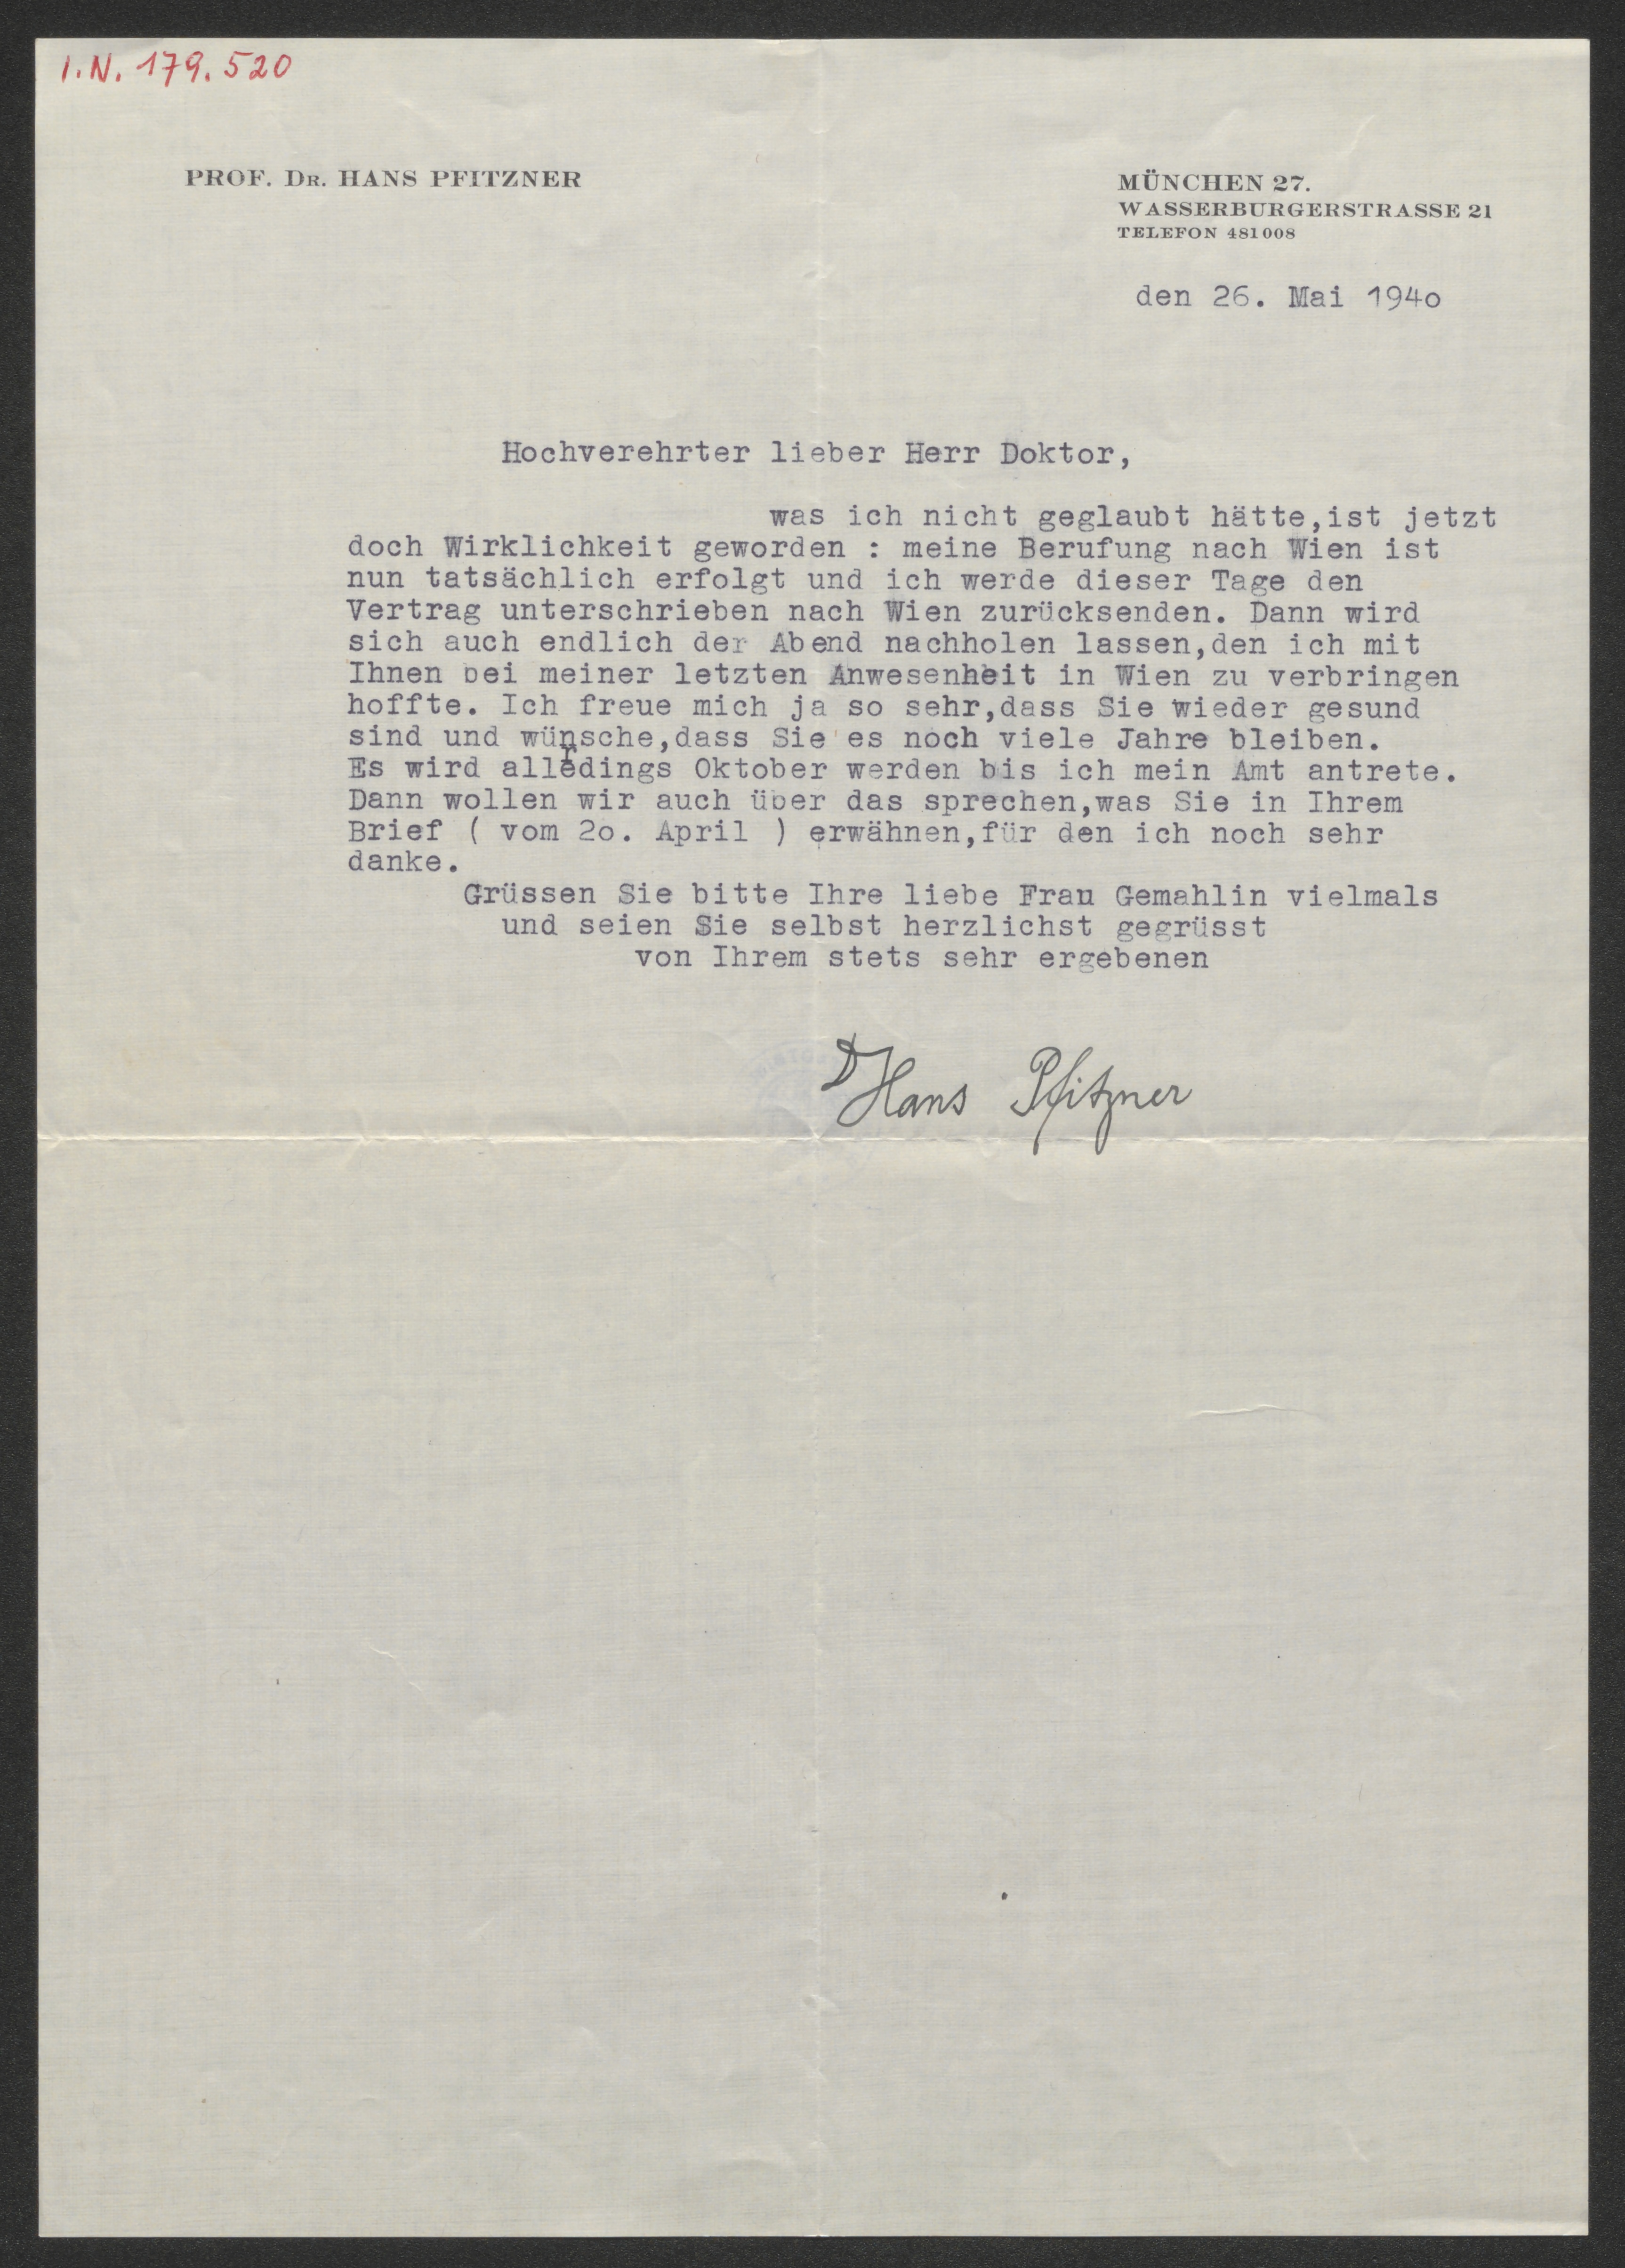 I.N. 179.520
PROF. DR. HANS PFITZNER
MÜNCHEN 27.
WASSERBURGERSTRASSE 21
TELEFON 481008
den 26. Mai 194o
Hochverehrter lieber Herr Doktor,
was ich nicht geglaubt hätte,ist jetzt
doch Wirklichkeit geworden : meine Berufung nach Wien ist
nun tatsächlich erfolgt und ich werde dieser Tage den
Vertrag unterschrieben nach Wien zurücksenden. Dann wird
sich auch endlich der Abend nachholen lassen,den ich mit
Ihnen bei meiner letzten Anwesenheit in Wien zu verbringen
hoffte. Ich freue mich ja so sehr,dass Sie wieder gesund
sind und wünsche,dass Sie es noch viele Jahre bleiben.
Es wird allerdings Oktober werden bis ich mein Amt antrete.
Dann wollen wir auch über das sprechen,was Sie in Ihrem
Brief ( vom 2o. April ) erwähnen,für den ich noch sehr
danke.
Grüssen Sie bitte Ihre liebe Frau Gemahlin vielmals
und seien Sie selbst herzlichst gegrüsst
von Ihrem stets sehr ergebenen
D Hans Pfitzner